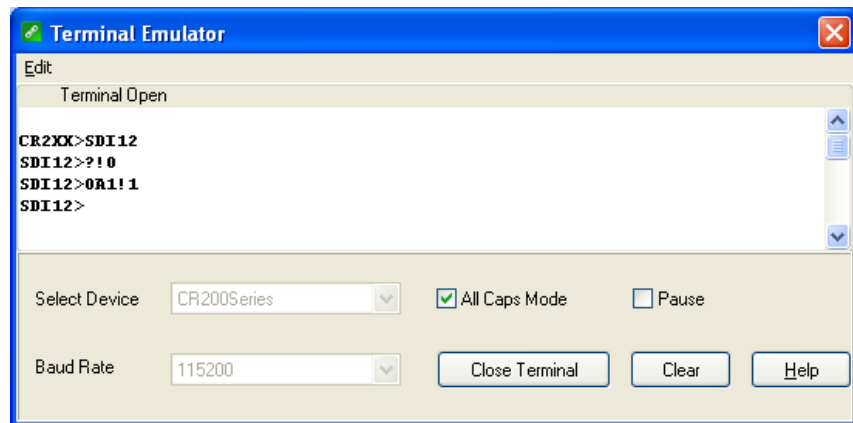 Terminal Emulator
Edit
Terminal Open
CR2XX>SDI12
SDI12>?!0
SDI12>0A1!1
SDI12>
Select Device CR200Series All Caps Mode Pause
Baud Rate 115200 Close Terminal Clear Help